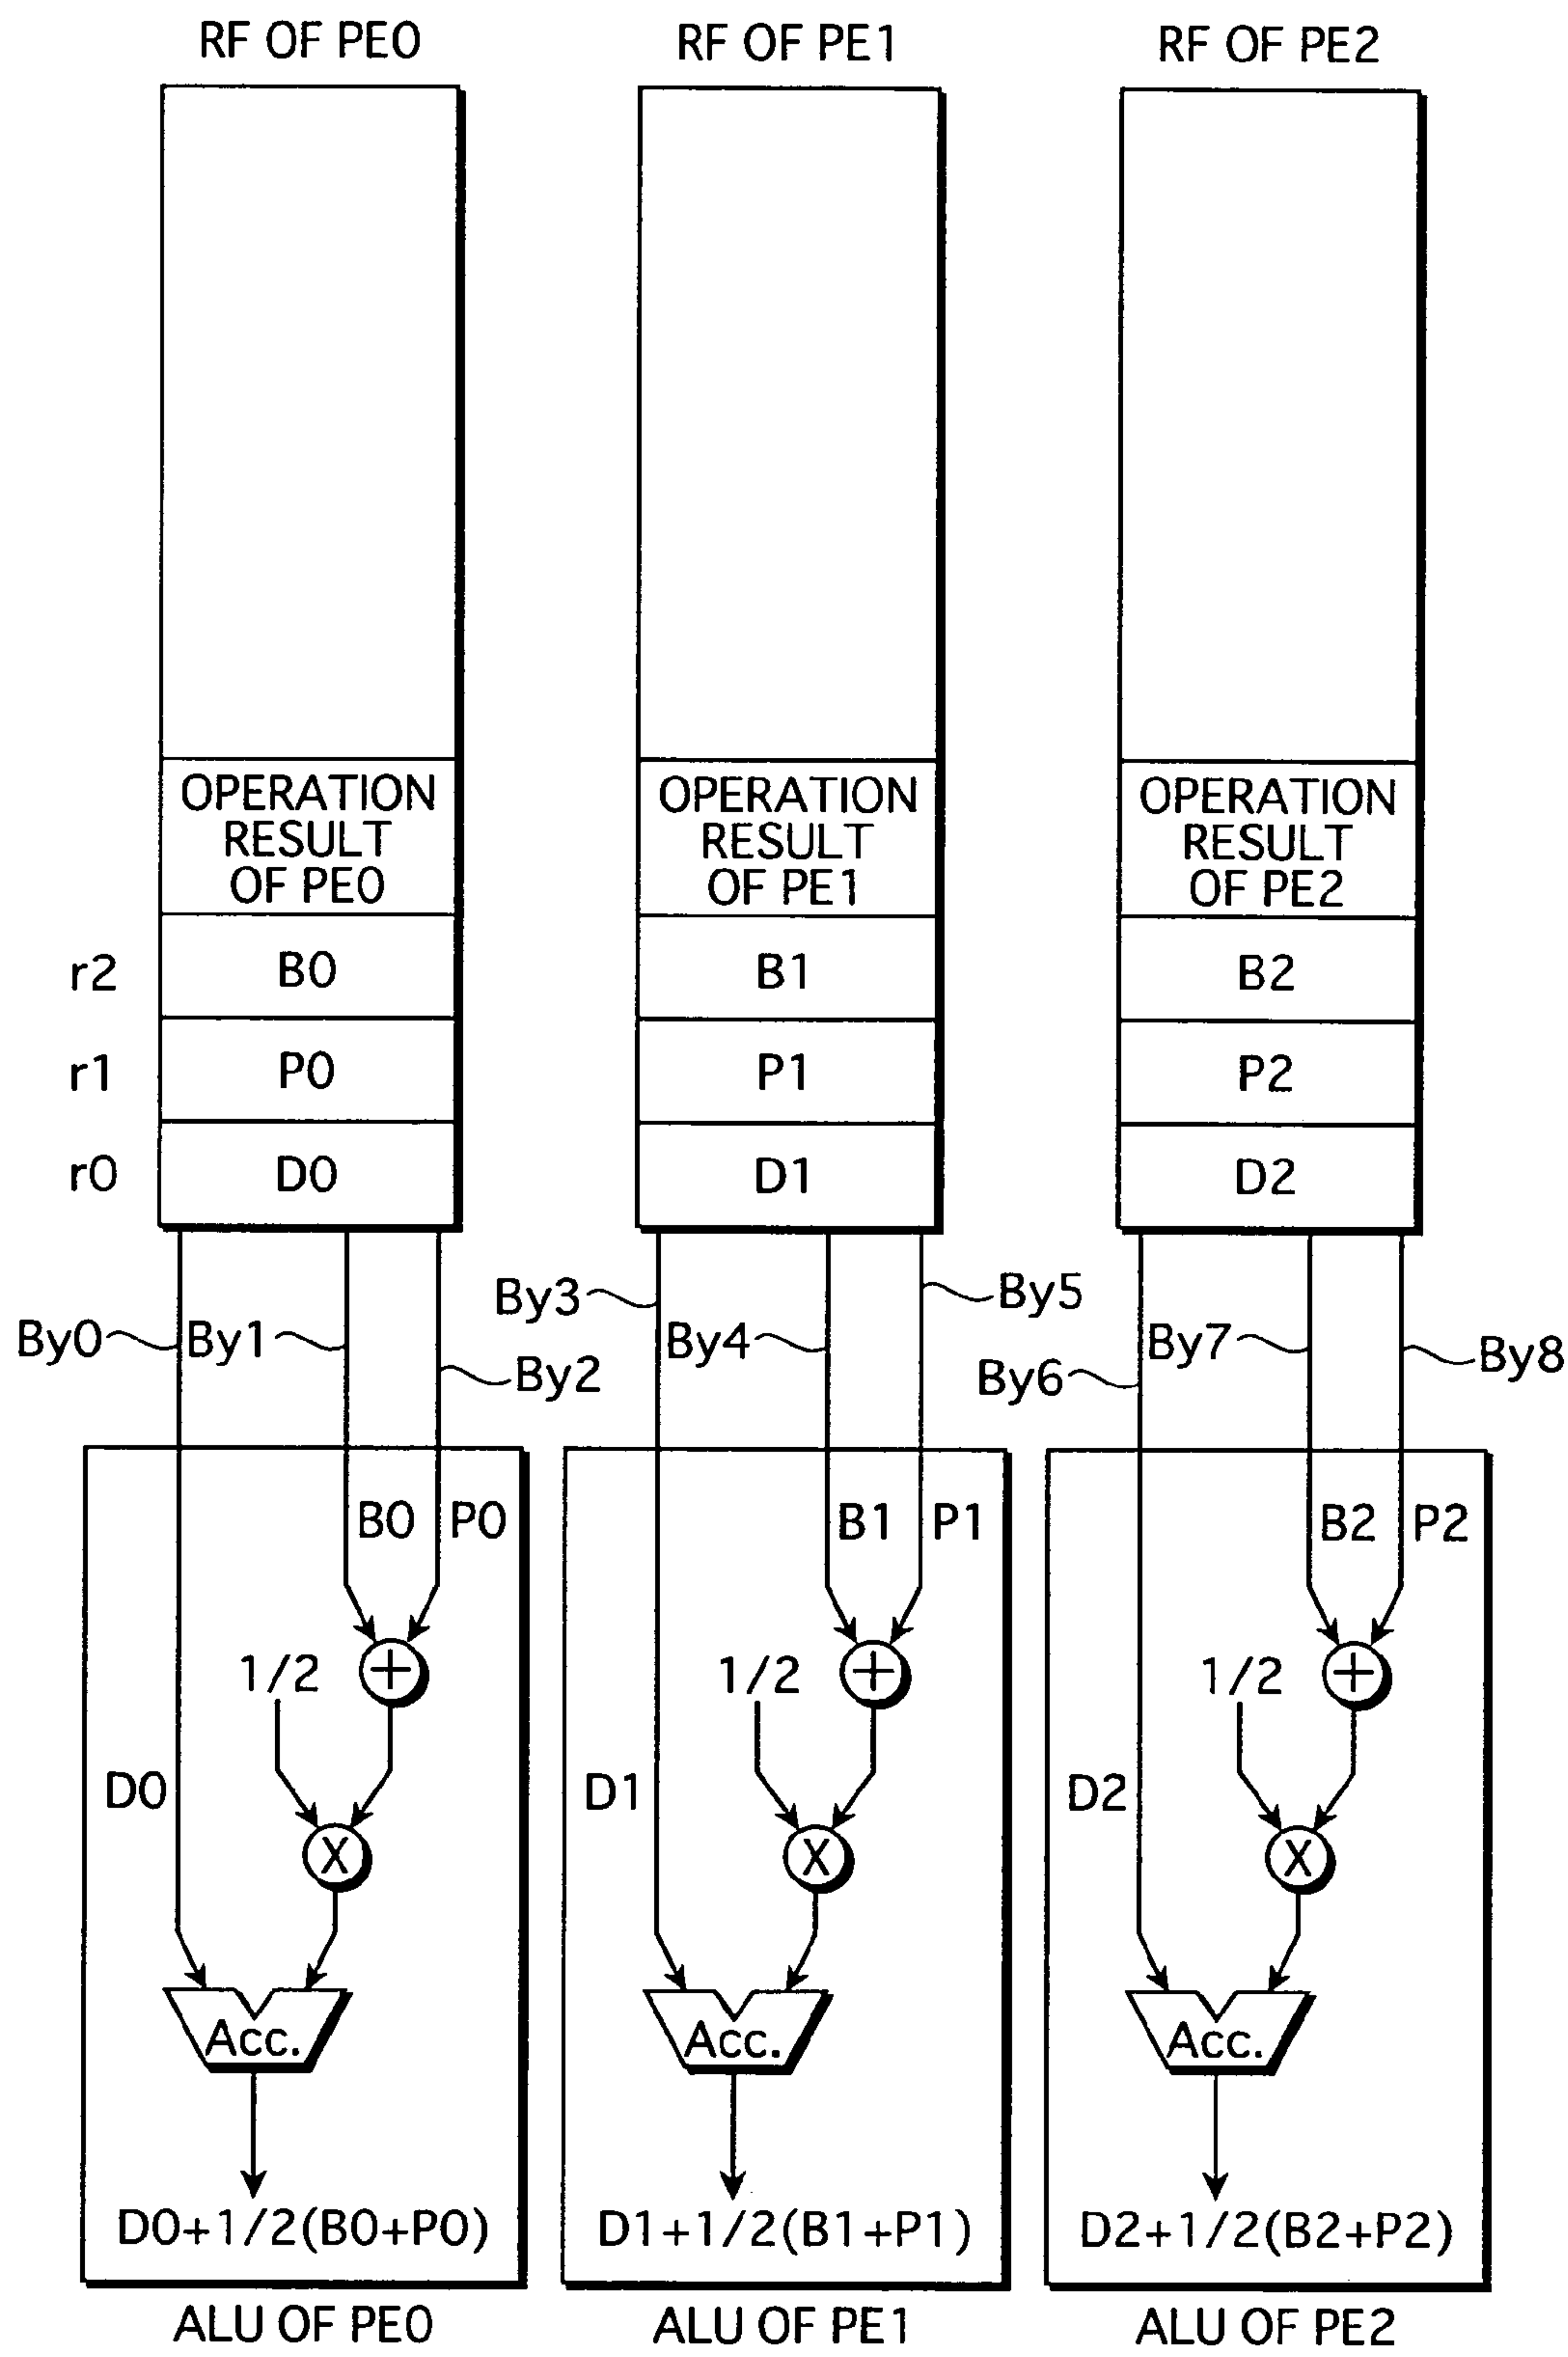 RF OF PE0
RF OF PE1
RF OF PE2
OPERATION
RESULT
OF PE0
OPERATION
RESULT
OF PE1
OPERATION
RESULT
OF PE2
r2
B0
B1
B2
r1
P0
P1
P2
r0
D0
D1
D2
By0
By1
By2
By3
By4
By5
By6
By7
By8
B0
P0
B1
P1
B2
P2
1/2
+
1/2
+
1/2
+
D0
D1
D2
X
X
X
Acc.
Acc.
Acc.
D0+1/2(B0+P0)
D1+1/2(B1+P1)
D2+1/2(B2+P2)
ALU OF PE0
ALU OF PE1
ALU OF PE2